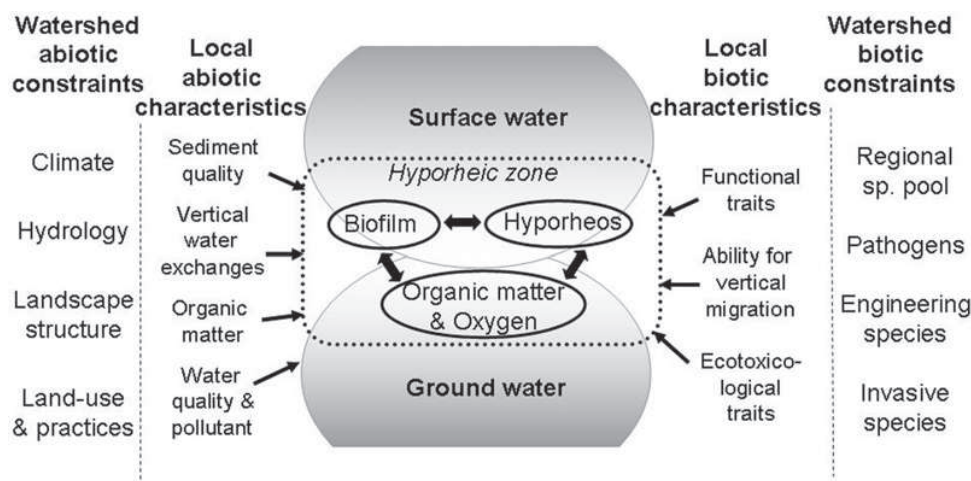 Watershed
abiotic
constraints
Climate
Hydrology
Landscape
structure
Land-use
& practices
Local
abiotic
characteristics
Sediment
quality
Vertical
water
exchanges
Organic
matter
Water
quality &
pollutant
Surface water
Hyporheic zone
Biofilm
Hyporheos
Organic matter
& Oxygen
Ground water
Local
biotic
characteristics
Functional
traits
Ability for
vertical
migration
Ecotoxico-
logical
traits
Watershed
biotic
constraints
Regional
sp. pool
Pathogens
Engineering
species
Invasive
species